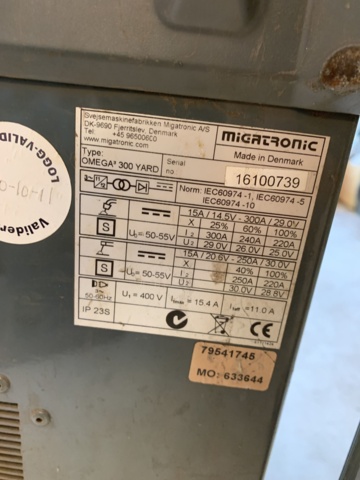 Svejsemaskinefabrikken Migatronic A/S
DK-9690 Fjerritslev, Denmark
Tel: +45 96500600
www.migatronic.com
MIGATRONIC
Made in Denmark
Type:
OMEGA² 300 YARD
Serial no
16100739
Norm: IEC60974 -1, IEC60974 -5
IEC60974 -10
15A / 14.5V - 300A / 29.0V
X 25% 60% 100%
S U₀= 50-55V I₂ 300A 240A 220A
U₂ 29.0V 26.0V 25.0V
15A / 20.6V - 250A / 30.0V
X 40% 100%
S U₀= 50-55V I₂ 250A 220A
U₂ 30.0V 28.8V
50-60Hz U₁ = 400 V I₁max = 15.4 A I₁eff = 11.0 A
IP 23S
CE
79541745
MO: 633644
LOGG-VALID
Valider